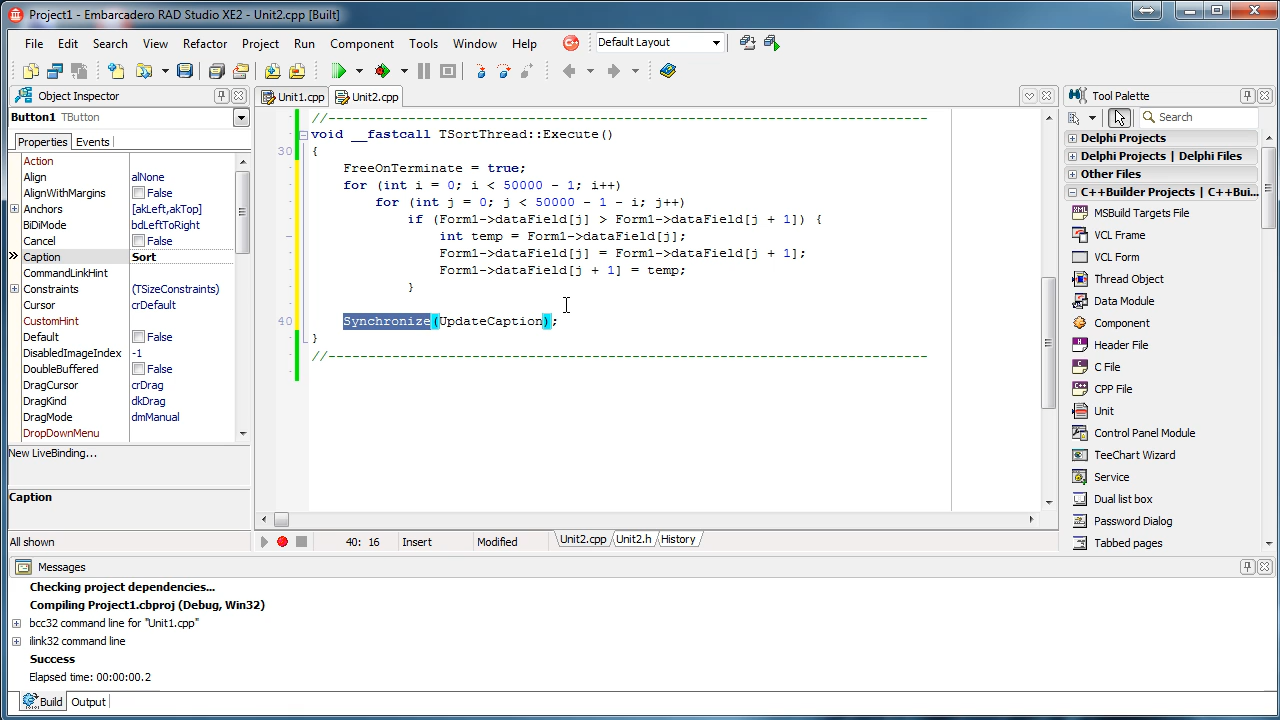 Project1 - Embarcadero RAD Studio XE2 - Unit2.cpp [Built]
File Edit Search View Refactor Project Run Component Tools Window Help Default Layout
Object Inspector
Button1 TButton
Properties Events
Action
Align alNone
AlignWithMargins False
Anchors [akLeft,akTop]
BiDiMode bdLeftToRight
Cancel False
Caption Sort
CommandLinkHint
Constraints (TSizeConstraints)
Cursor crDefault
CustomHint
Default False
DisabledImageIndex -1
DoubleBuffered False
DragCursor crDrag
DragKind dkDrag
DragMode dmManual
DropDownMenu
New LiveBinding...
Caption
All shown
Unit1.cpp Unit2.cpp
//---------------------------------------------------------------------------
void __fastcall TSortThread::Execute()
30 {
FreeOnTerminate = true;
for (int i = 0; i < 50000 - 1; i++)
for (int j = 0; j < 50000 - 1 - i; j++)
if (Form1->dataField[j] > Form1->dataField[j + 1]) {
int temp = Form1->dataField[j];
Form1->dataField[j] = Form1->dataField[j + 1];
Form1->dataField[j + 1] = temp;
}
40 Synchronize(UpdateCaption);
}
//---------------------------------------------------------------------------
40: 16 Insert Modified Unit2.cpp Unit2.h History
Tool Palette
Search
Delphi Projects
Delphi Projects | Delphi Files
Other Files
C++Builder Projects | C++Bui...
MSBuild Targets File
VCL Frame
VCL Form
Thread Object
Data Module
Component
Header File
C File
CPP File
Unit
Control Panel Module
TeeChart Wizard
Service
Dual list box
Password Dialog
Tabbed pages
Messages
Checking project dependencies...
Compiling Project1.cbproj (Debug, Win32)
bcc32 command line for "Unit1.cpp"
ilink32 command line
Success
Elapsed time: 00:00:00.2
Build Output